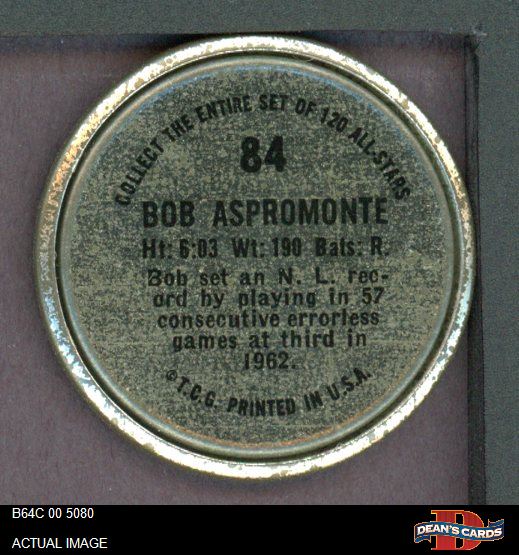 COLLECT THE ENTIRE SET OF 120 ALL-STARS
84
BOB ASPROMONTE
Ht: 6:03 Wt: 190 Bats: R.
Bob set an N. L. rec-
ord by playing in 57
consecutive errorless
games at third in
1962.
©T.C.G. PRINTED IN U.S.A.
B64C 00 5080
ACTUAL IMAGE
D
DEAN'S CARDS